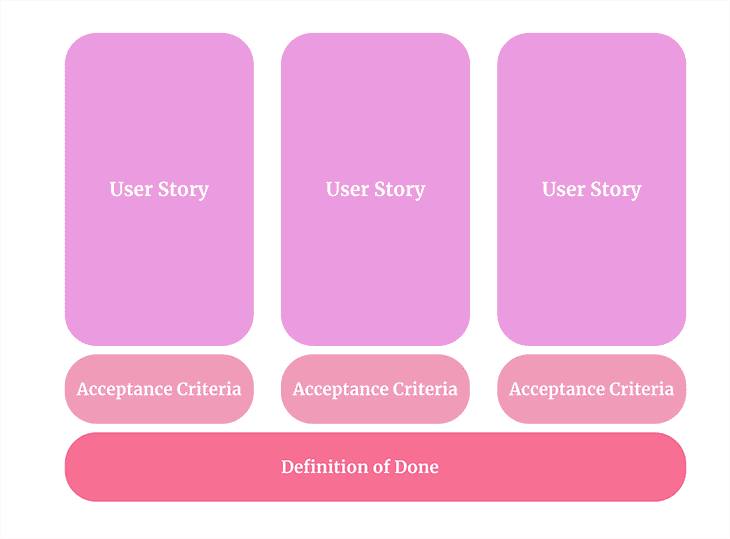 User Story
User Story
User Story
Acceptance Criteria
Acceptance Criteria
Acceptance Criteria
Definition of Done